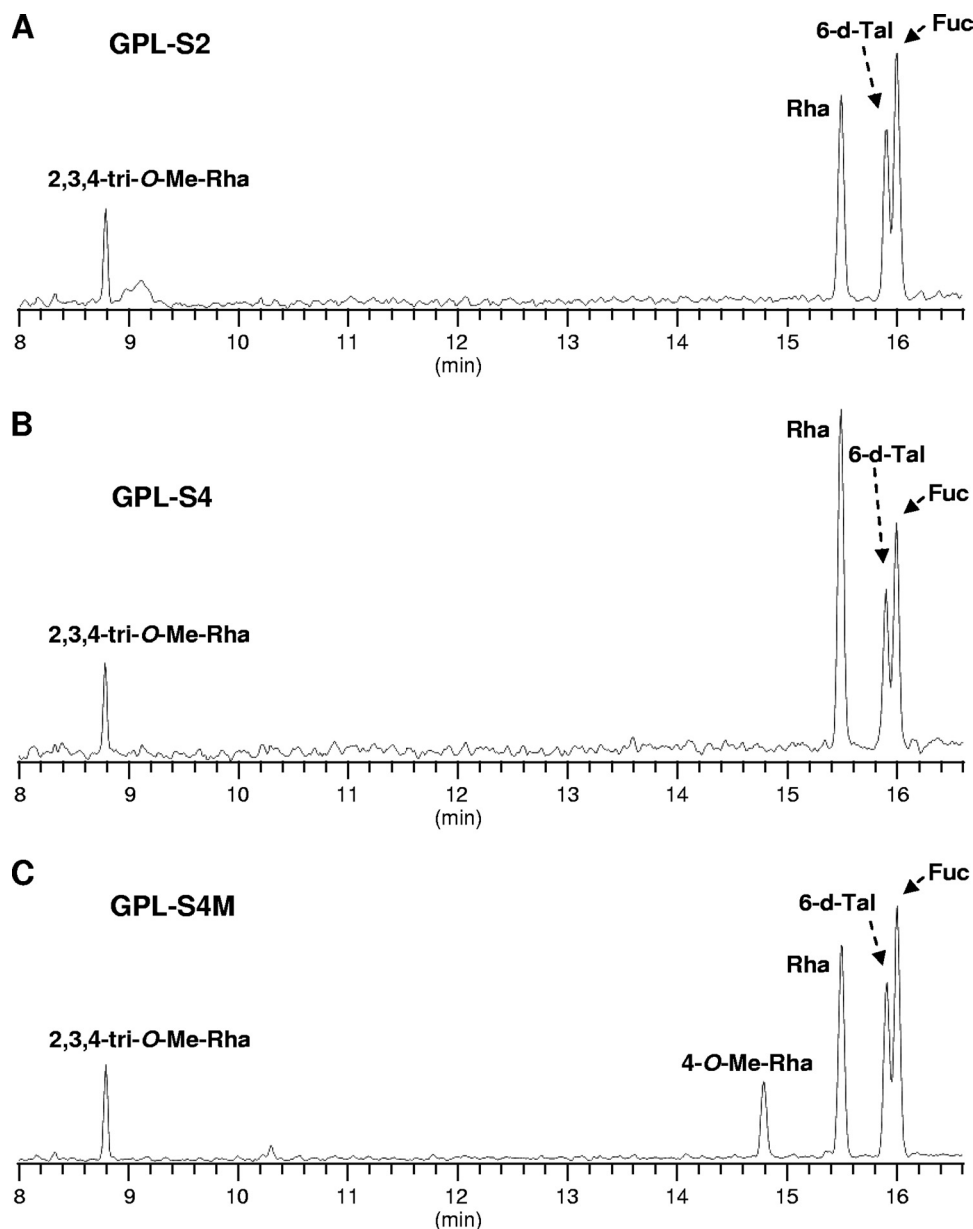 A
GPL-S2
2,3,4-tri-O-Me-Rha
Rha
6-d-Tal
Fuc
8 9 10 11 12 13 14 15 16
(min)
B
GPL-S4
2,3,4-tri-O-Me-Rha
Rha
6-d-Tal
Fuc
8 9 10 11 12 13 14 15 16
(min)
C
GPL-S4M
2,3,4-tri-O-Me-Rha
4-O-Me-Rha
Rha
6-d-Tal
Fuc
8 9 10 11 12 13 14 15 16
(min)